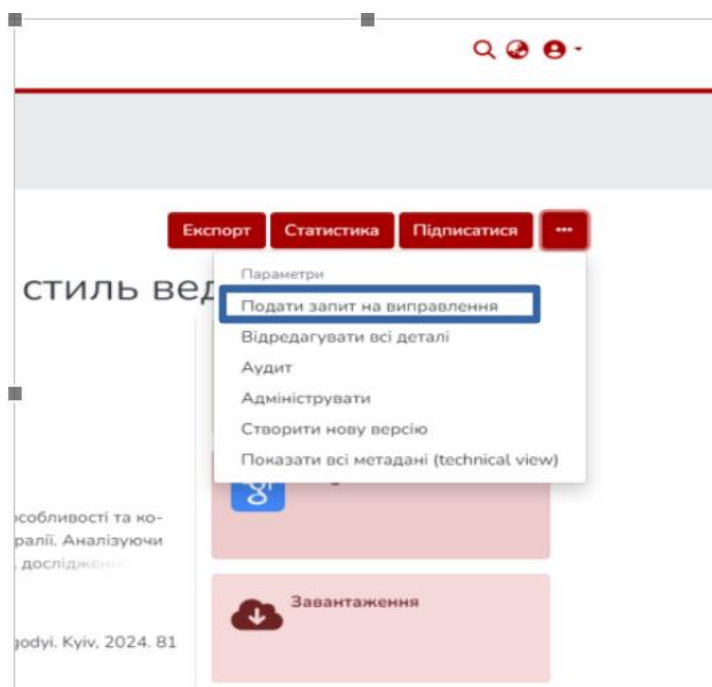 Експорт Статистика Підписатися ...
Параметри
стиль вед
Подати запит на виправлення
Відредагувати всі деталі
Аудит
Адмініструвати
Створити нову версію
Показати всі метадані (technical view)
особливості та ко-
ралії. Аналізуючи
дослідження
Завантаження
godyi. Kyiv, 2024. 81